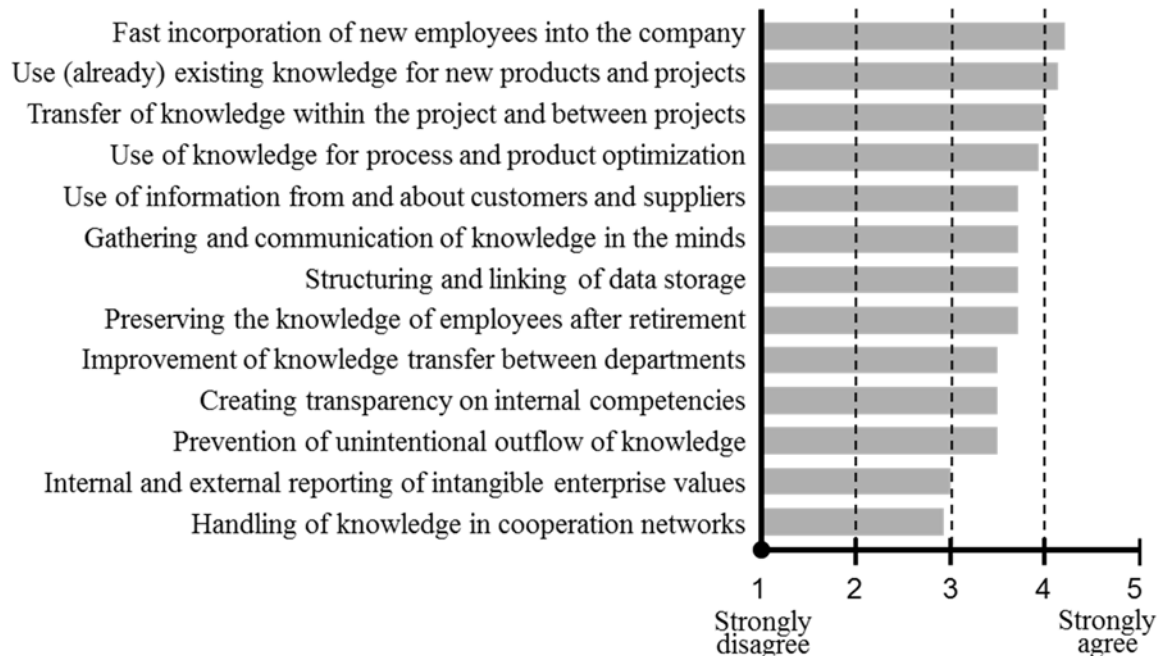 Fast incorporation of new employees into the company
Use (already) existing knowledge for new products and projects
Transfer of knowledge within the project and between projects
Use of knowledge for process and product optimization
Use of information from and about customers and suppliers
Gathering and communication of knowledge in the minds
Structuring and linking of data storage
Preserving the knowledge of employees after retirement
Improvement of knowledge transfer between departments
Creating transparency on internal competencies
Prevention of unintentional outflow of knowledge
Internal and external reporting of intangible enterprise values
Handling of knowledge in cooperation networks
1 2 3 4 5
Strongly disagree
Strongly agree